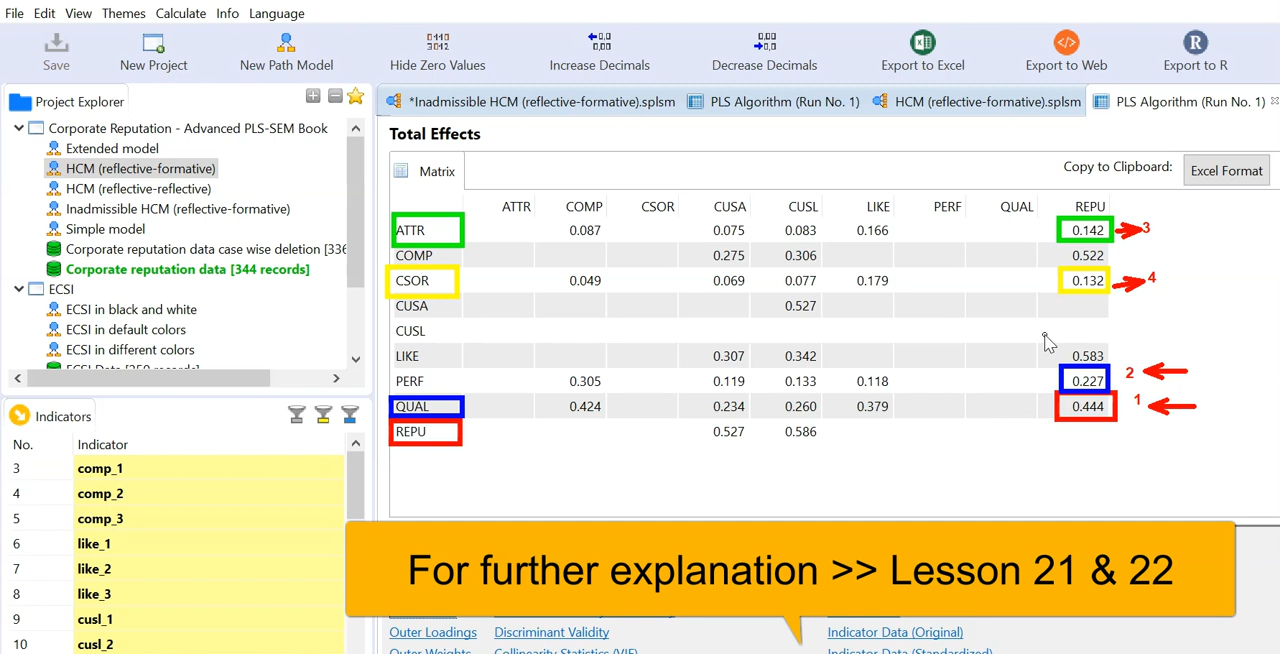 File Edit View Themes Calculate Info Language
Save New Project New Path Model Hide Zero Values Increase Decimals Decrease Decimals Export to Excel Export to Web Export to R
Project Explorer
Corporate Reputation - Advanced PLS-SEM Book
Extended model
HCM (reflective-formative)
HCM (reflective-reflective)
Inadmissible HCM (reflective-formative)
Simple model
Corporate reputation data case wise deletion [336
Corporate reputation data [344 records]
ECSI
ECSI in black and white
ECSI in default colors
ECSI in different colors
Indicators
No. Indicator
3 comp_1
4 comp_2
5 comp_3
6 like_1
7 like_2
8 like_3
9 cusl_1
10 cusl_2
*Inadmissible HCM (reflective-formative).splsm PLS Algorithm (Run No. 1) HCM (reflective-formative).splsm PLS Algorithm (Run No. 1)
Total Effects
Matrix Copy to Clipboard: Excel Format
ATTR COMP CSOR CUSA CUSL LIKE PERF QUAL REPU
ATTR 0.087 0.075 0.083 0.166 0.142 3
COMP 0.275 0.306 0.522
CSOR 0.049 0.069 0.077 0.179 0.132 4
CUSA 0.527
CUSL
LIKE 0.307 0.342 0.583
PERF 0.305 0.119 0.133 0.118 0.227 2
QUAL 0.424 0.234 0.260 0.379 0.444 1
REPU 0.527 0.586
For further explanation >> Lesson 21 & 22
Outer Loadings Discriminant Validity Indicator Data (Original)